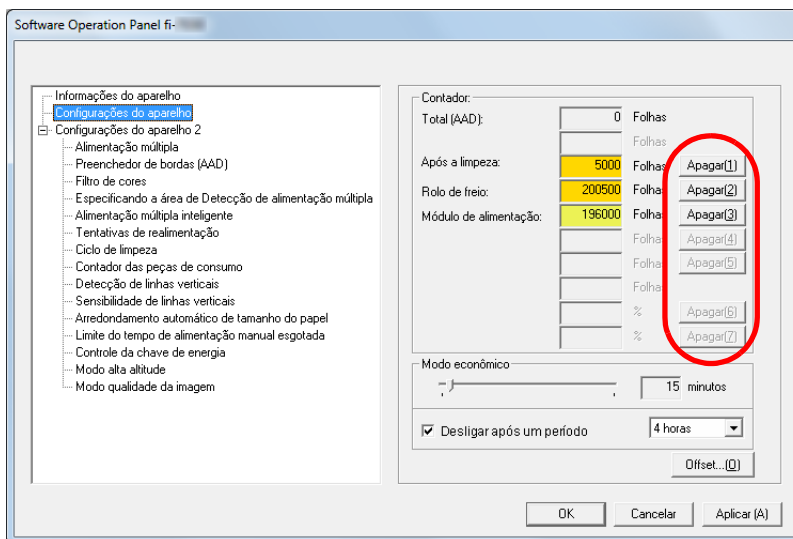 Software Operation Panel fi-
Informações do aparelho
Configurações do aparelho
Configurações do aparelho 2
Alimentação múltipla
Preenchedor de bordas (AAD)
Filtro de cores
Especificando a área de Detecção de alimentação múltipla
Alimentação múltipla inteligente
Tentativas de realimentação
Ciclo de limpeza
Contador das peças de consumo
Detecção de linhas verticais
Sensibilidade de linhas verticais
Arredondamento automático de tamanho do papel
Limite do tempo de alimentação manual esgotada
Controle da chave de energia
Modo alta altitude
Modo qualidade da imagem
Contador:
Total (AAD): 0 Folhas
Folhas
Após a limpeza: 5000 Folhas Apagar(1)
Rolo de freio: 200500 Folhas Apagar(2)
Módulo de alimentação: 196000 Folhas Apagar(3)
Folhas Apagar(4)
Folhas Apagar(5)
Folhas
% Apagar(6)
% Apagar(7)
Modo econômico
15 minutos
Desligar após um período 4 horas
Offset...(O)
OK Cancelar Aplicar (A)